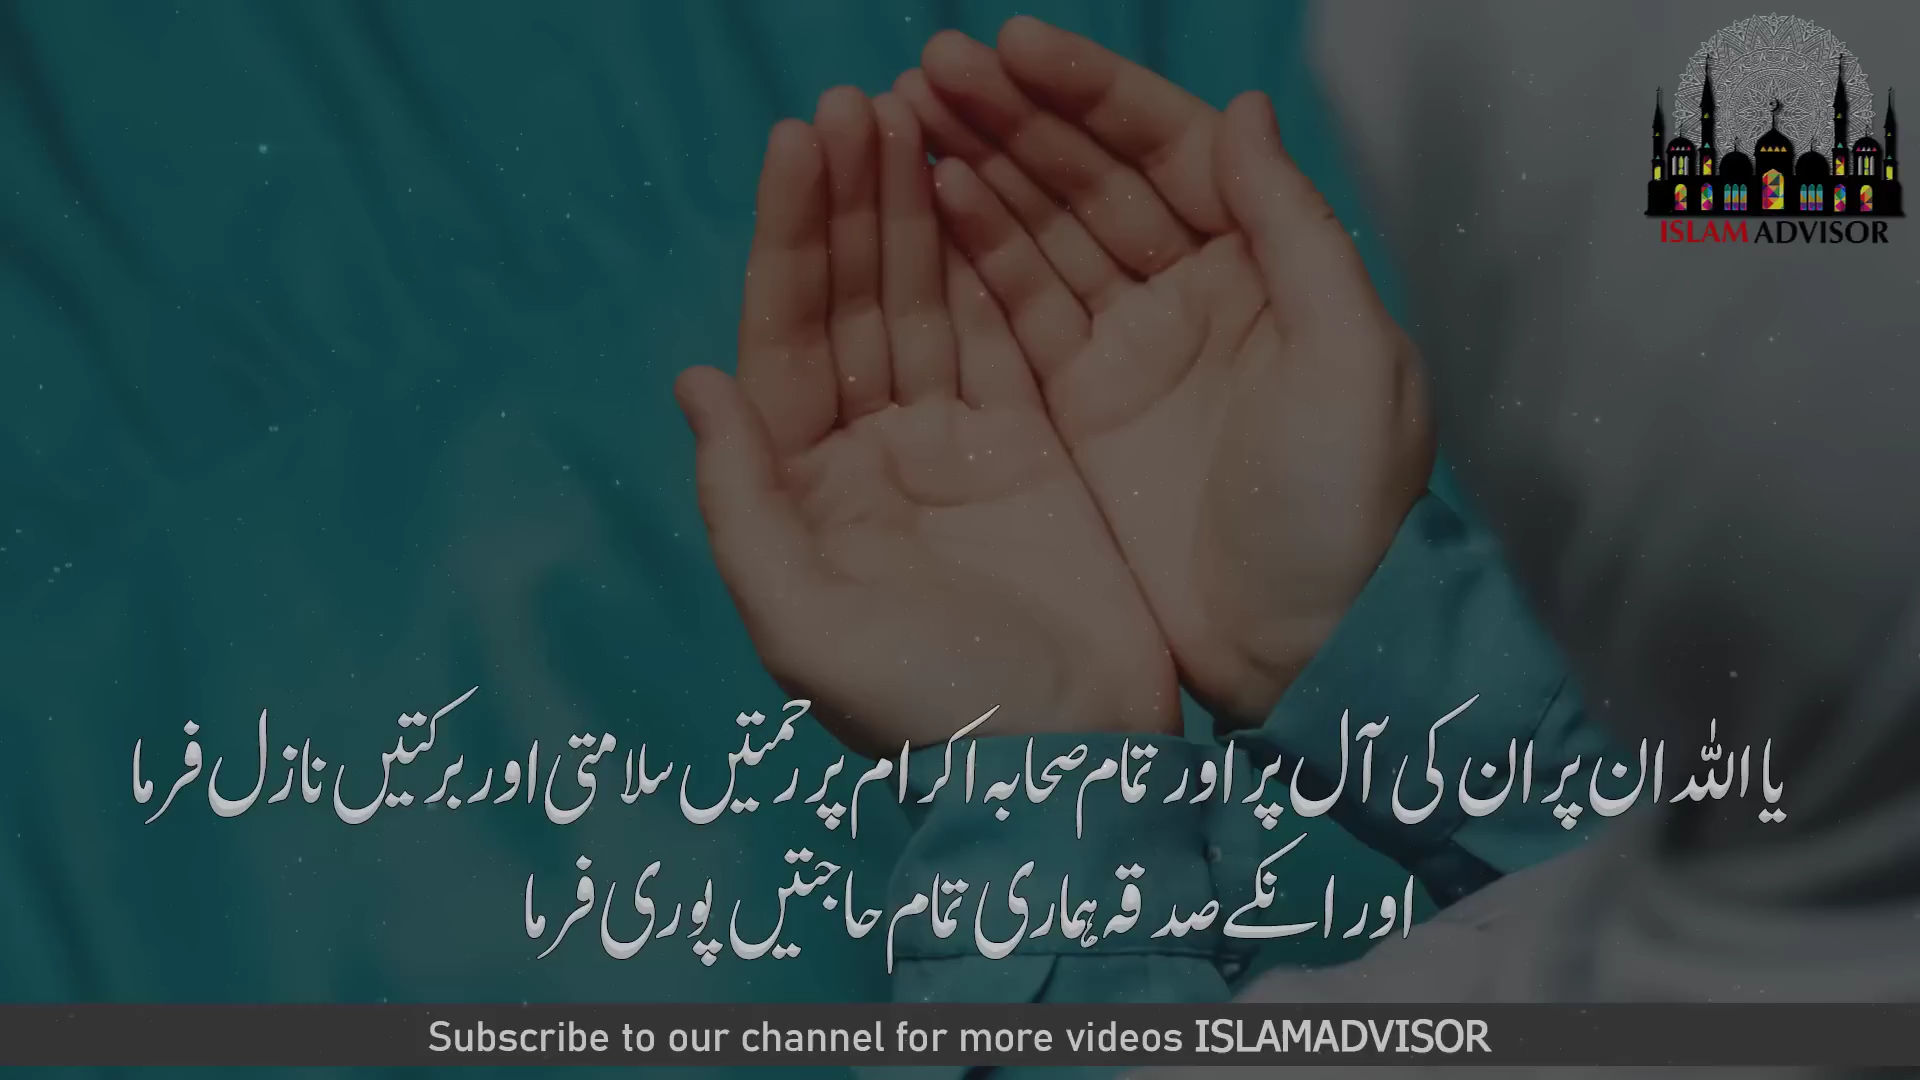 ISLAM ADVISOR
یا اللہ ان پر ان کی آل پر اور تمام صحابہ اکرام پر رحمتیں سلامتی اور برکتیں نازل فرما
اور انکے صدقہ ہماری تمام حاجتیں پوری فرما
Subscribe to our channel for more videos ISLAMADVISOR